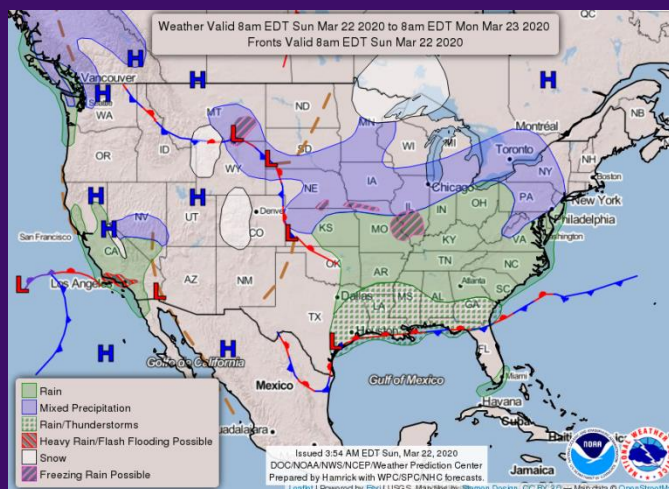 Weather Valid 8am EDT Sun Mar 22 2020 to 8am EDT Mon Mar 23 2020
Fronts Valid 8am EDT Sun Mar 22 2020
QC
Vancouver
H
H
H
H
WA
MT
ND
MN
Montréal
NB
L
L
OR
ID
WY
SD
WI
MI
Toronto
NH
Boston
NY
H
H
NE
IA
Chicago
PA
New York
Philadelphia
San Francisco
H
NV
UT
Denver
CO
KS
MO
IL
IN
OH
KY
VA
Washington
L
CA
AZ
NM
OK
AR
TN
NC
L
Los Angeles
L
Dallas
MS
AL
Atlanta
GA
SC
LA
TX
Houston
L
FL
H
Golfo de California
H
Mexico
Gulf of Mexico
Miami
Havana
Cuba
Jamaica
Rain
Mixed Precipitation
Rain/Thunderstorms
Heavy Rain/Flash Flooding Possible
Snow
Freezing Rain Possible
Issued 3:54 AM EDT Sun, Mar 22, 2020
DOC/NOAA/NWS/NCEP/Weather Prediction Center
Prepared by Hamrick with WPC/SPC/NHC forecasts.
NOAA